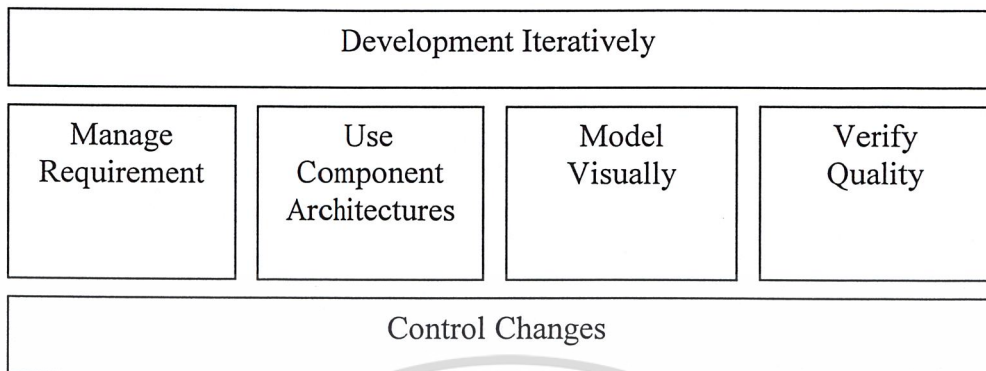 Development Iteratively
Manage
Requirement
Use
Component
Architectures
Model
Visually
Verify
Quality
Control Changes